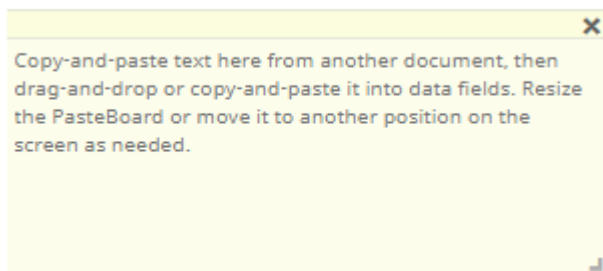 Copy-and-paste text here from another document, then
drag-and-drop or copy-and-paste it into data fields. Resize
the PasteBoard or move it to another position on the
screen as needed.